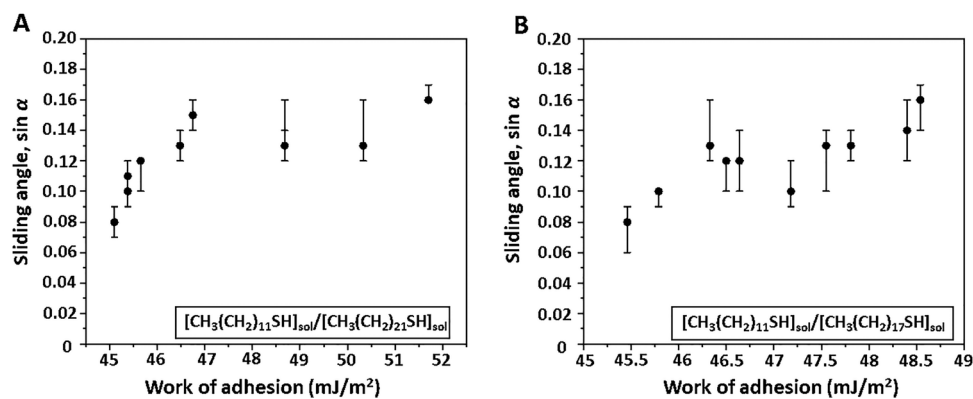 A
Sliding angle, sin α
0.20
0.18
0.16
0.14
0.12
0.10
0.08
0.06
0.04
0.02
0
[CH₃(CH₂)₁₁SH]sol/[CH₃(CH₂)₂₁SH]sol
45 46 47 48 49 50 51 52
Work of adhesion (mJ/m²)
B
Sliding angle, sin α
0.20
0.18
0.16
0.14
0.12
0.10
0.08
0.06
0.04
0.02
0
[CH₃(CH₂)₁₁SH]sol/[CH₃(CH₂)₁₇SH]sol
45 45.5 46 46.5 47 47.5 48 48.5 49
Work of adhesion (mJ/m²)